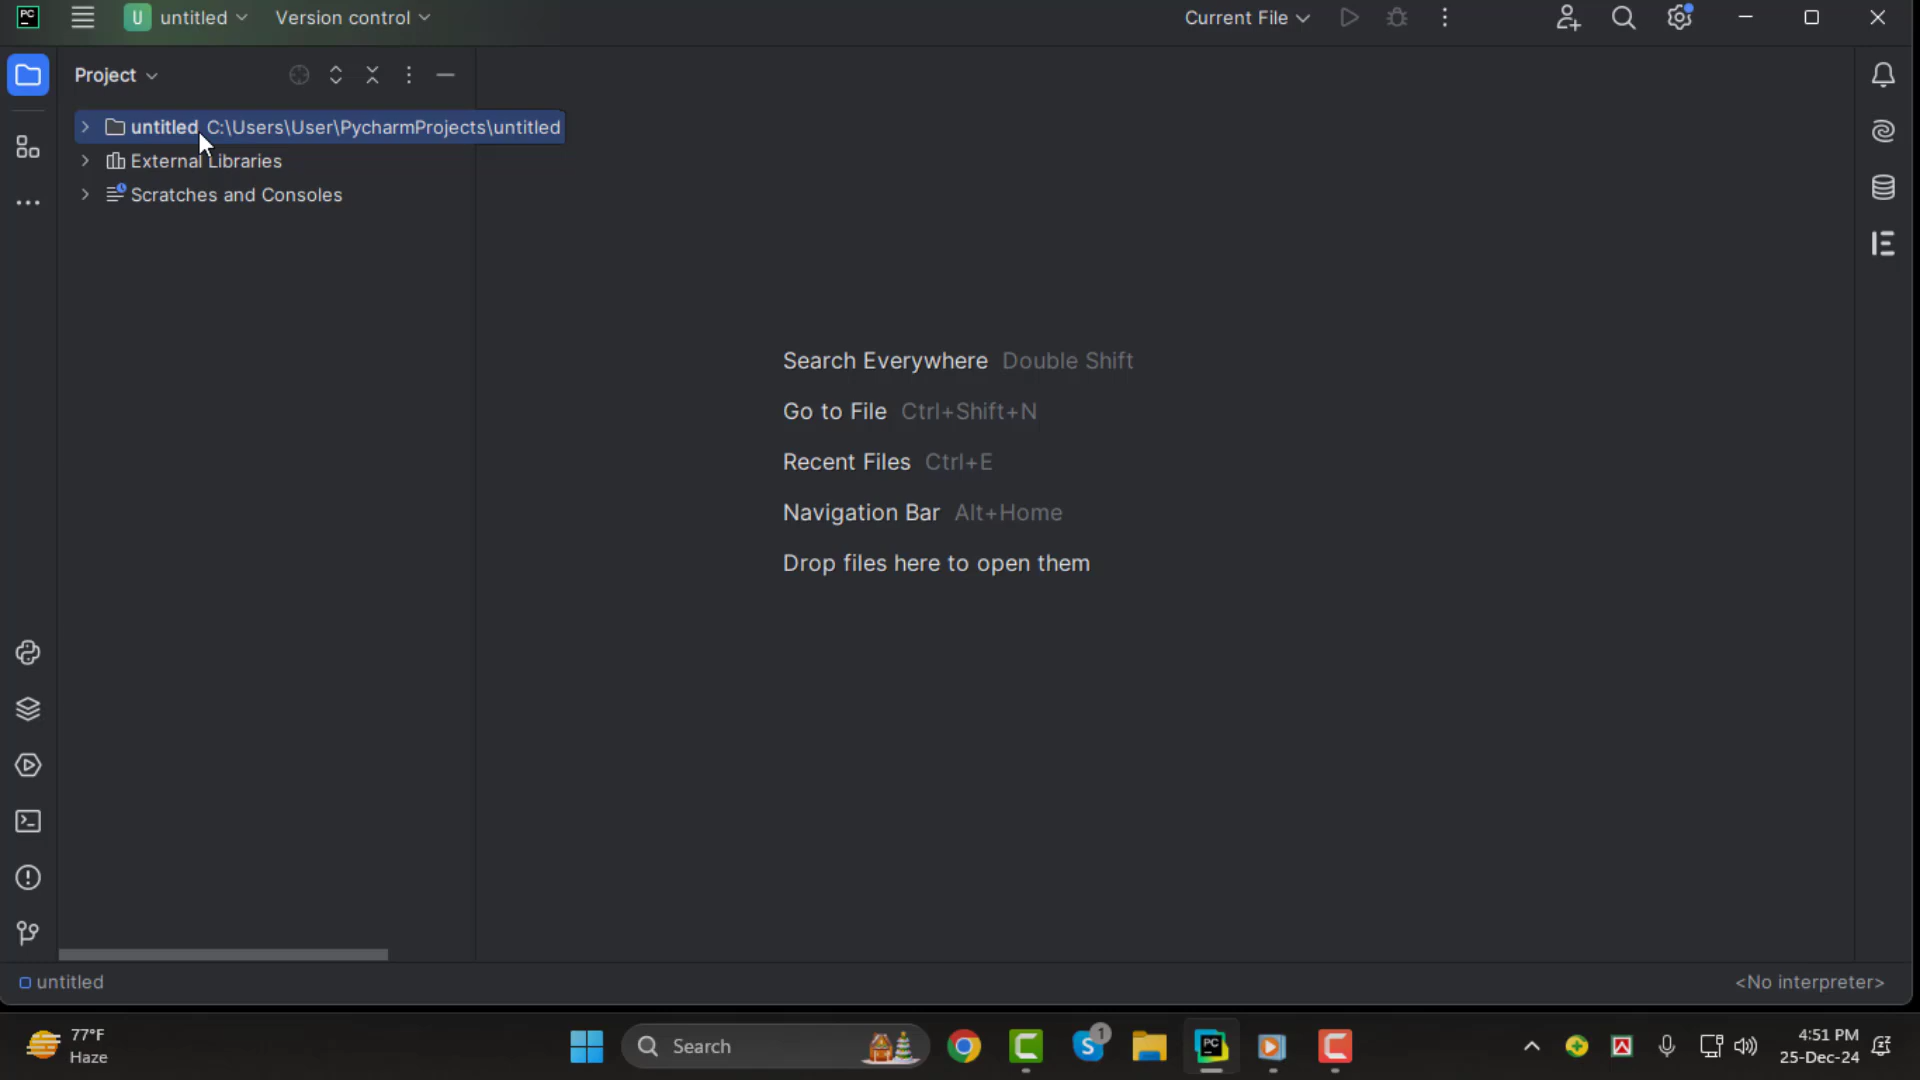 PC
U untitled Version control
Current File
Project
untitled C:\Users\User\PycharmProjects\untitled
External Libraries
Scratches and Consoles
Search Everywhere Double Shift
Go to File Ctrl+Shift+N
Recent Files Ctrl+E
Navigation Bar Alt+Home
Drop files here to open them
untitled
<No interpreter>
77°F
Haze
Search
S 1
PC
4:51 PM
25-Dec-24